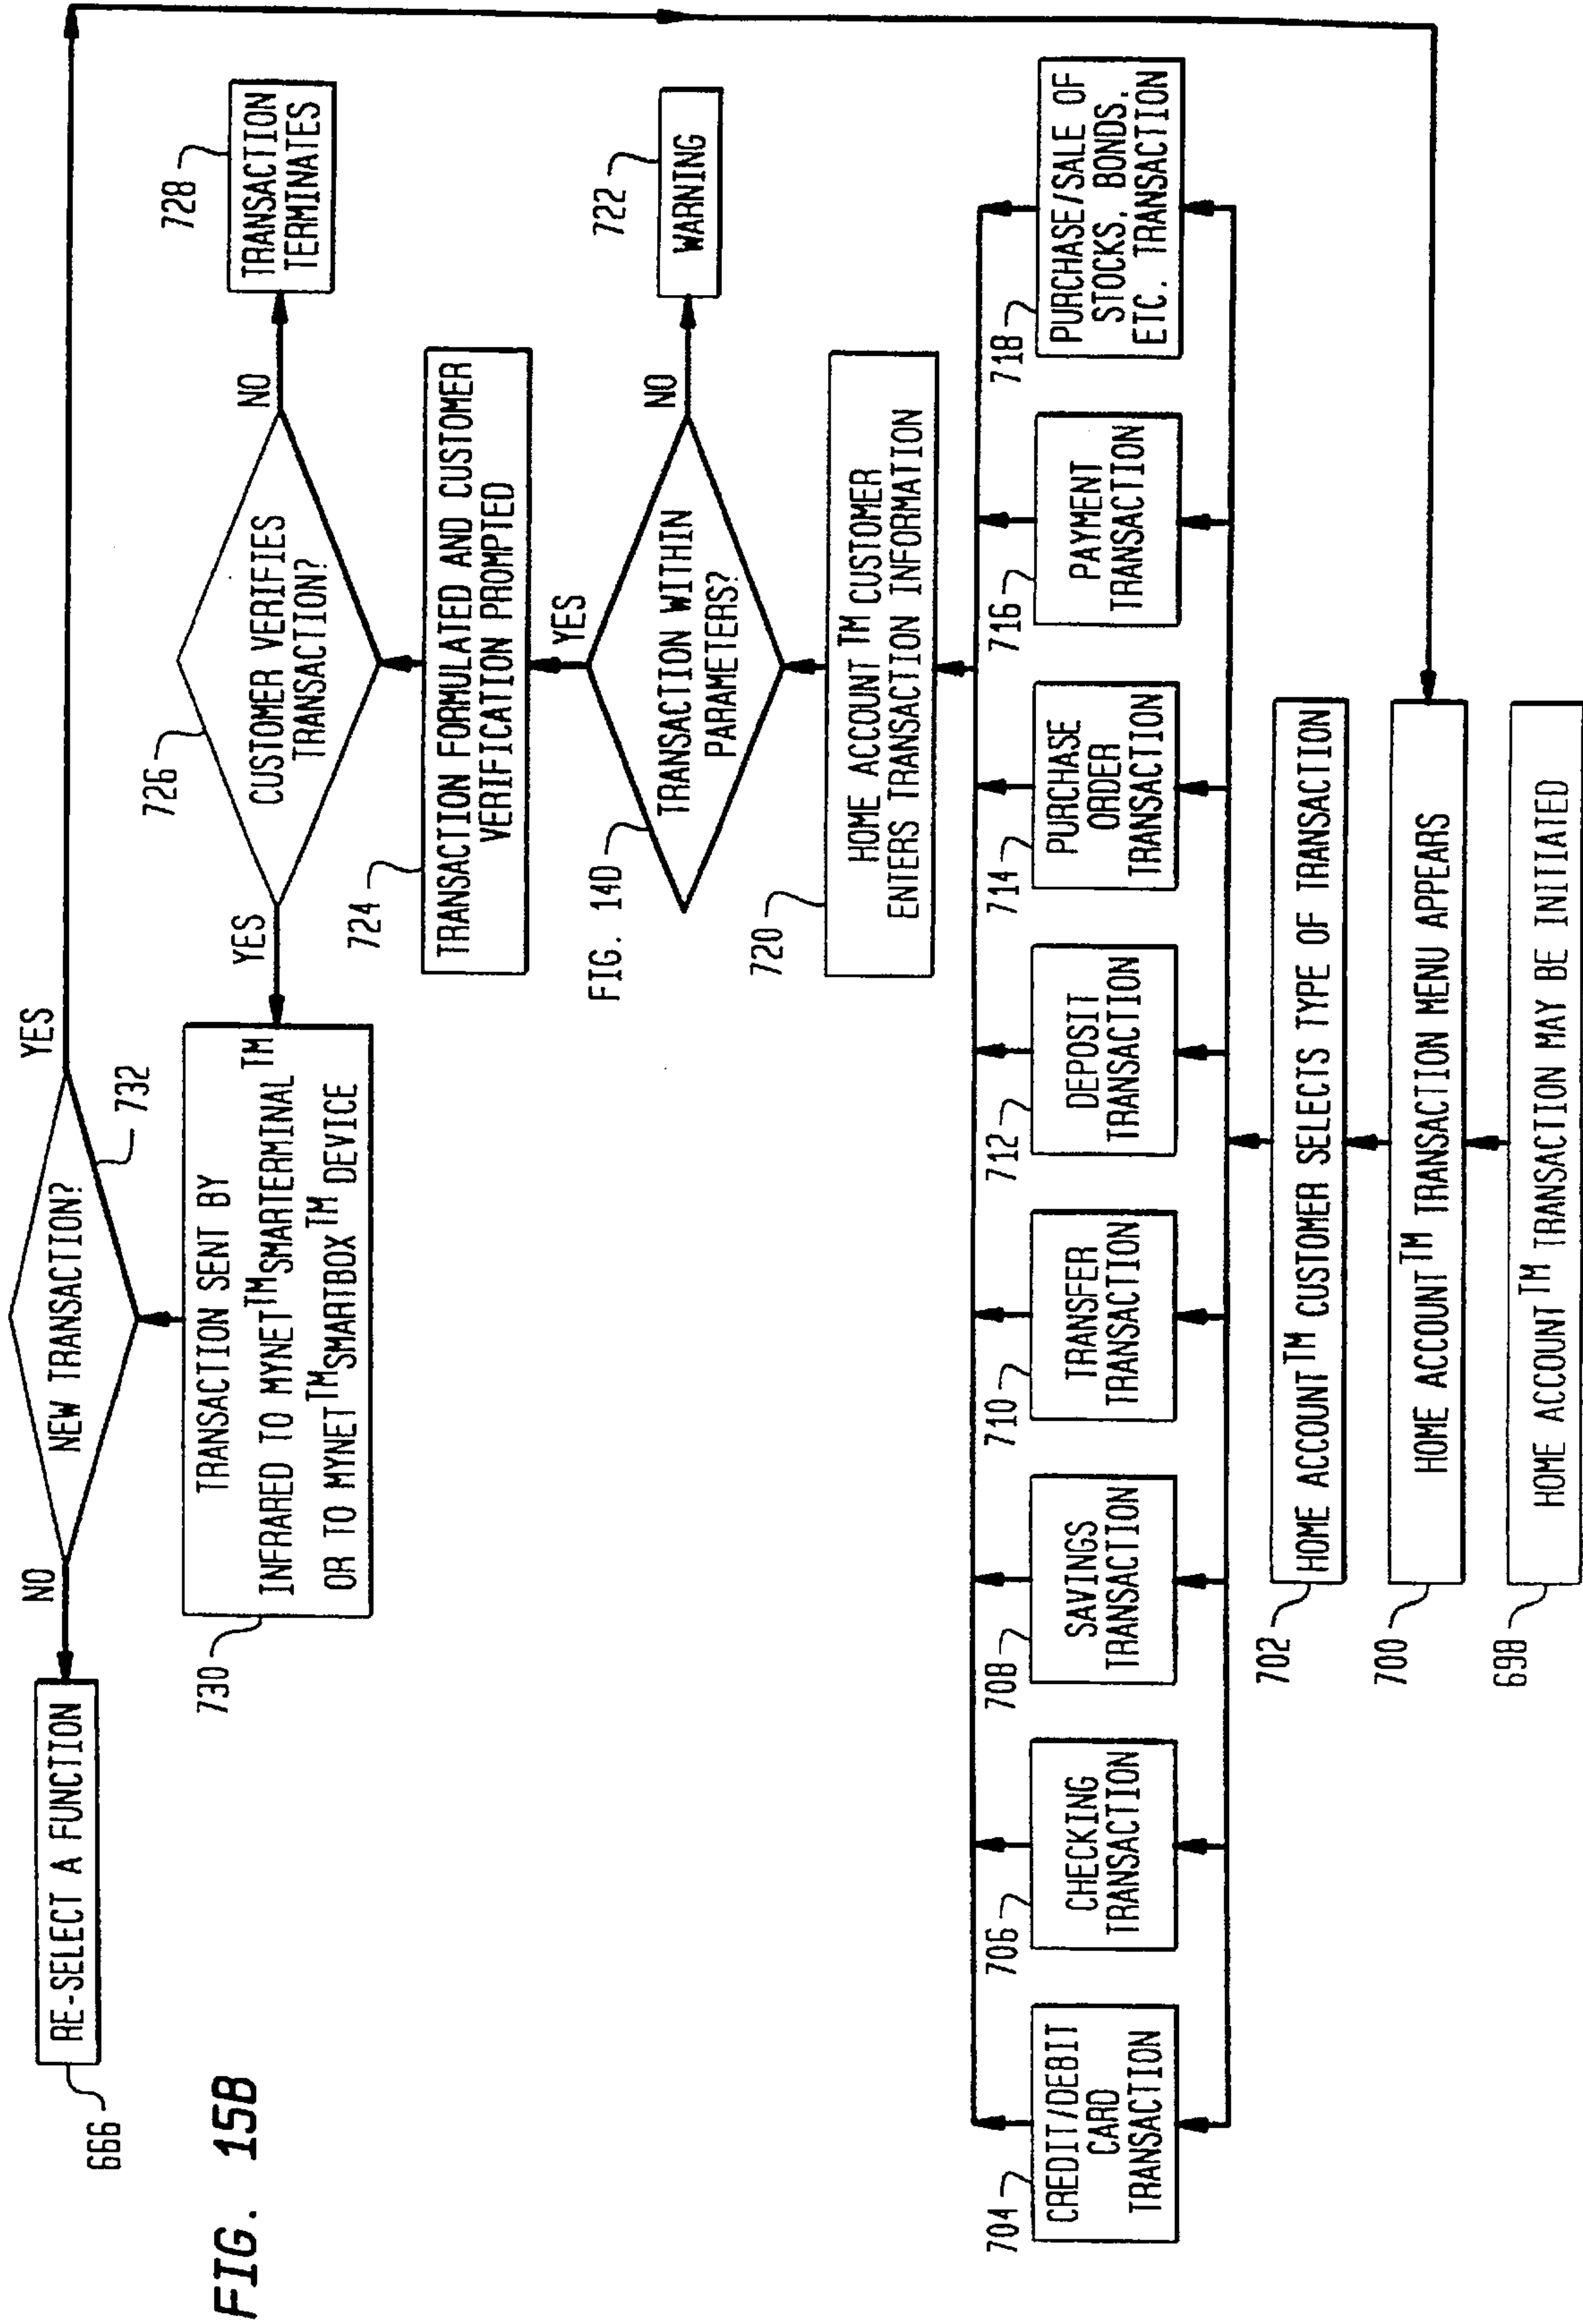 FIG. 15B
666
RE-SELECT A FUNCTION
NO
NEW TRANSACTION?
YES
732
730
TRANSACTION SENT BY
INFRARED TO MYNET™SMARTERMINAL™
OR TO MYNET™SMARTBOX™ DEVICE
YES
726
CUSTOMER VERIFIES
TRANSACTION?
NO
728
TRANSACTION
TERMINATES
724
TRANSACTION FORMULATED AND CUSTOMER
VERIFICATION PROMPTED
YES
FIG. 14D
TRANSACTION WITHIN
PARAMETERS?
NO
722
WARNING
720
HOME ACCOUNT™ CUSTOMER
ENTERS TRANSACTION INFORMATION
704
CREDIT/DEBIT
CARD
TRANSACTION
706
CHECKING
TRANSACTION
708
SAVINGS
TRANSACTION
710
TRANSFER
TRANSACTION
712
DEPOSIT
TRANSACTION
714
PURCHASE
ORDER
TRANSACTION
716
PAYMENT
TRANSACTION
718
PURCHASE/SALE OF
STOCKS, BONDS,
ETC. TRANSACTION
702
HOME ACCOUNT™ CUSTOMER SELECTS TYPE OF TRANSACTION
700
HOME ACCOUNT™ TRANSACTION MENU APPEARS
698
HOME ACCOUNT™ TRANSACTION MAY BE INITIATED